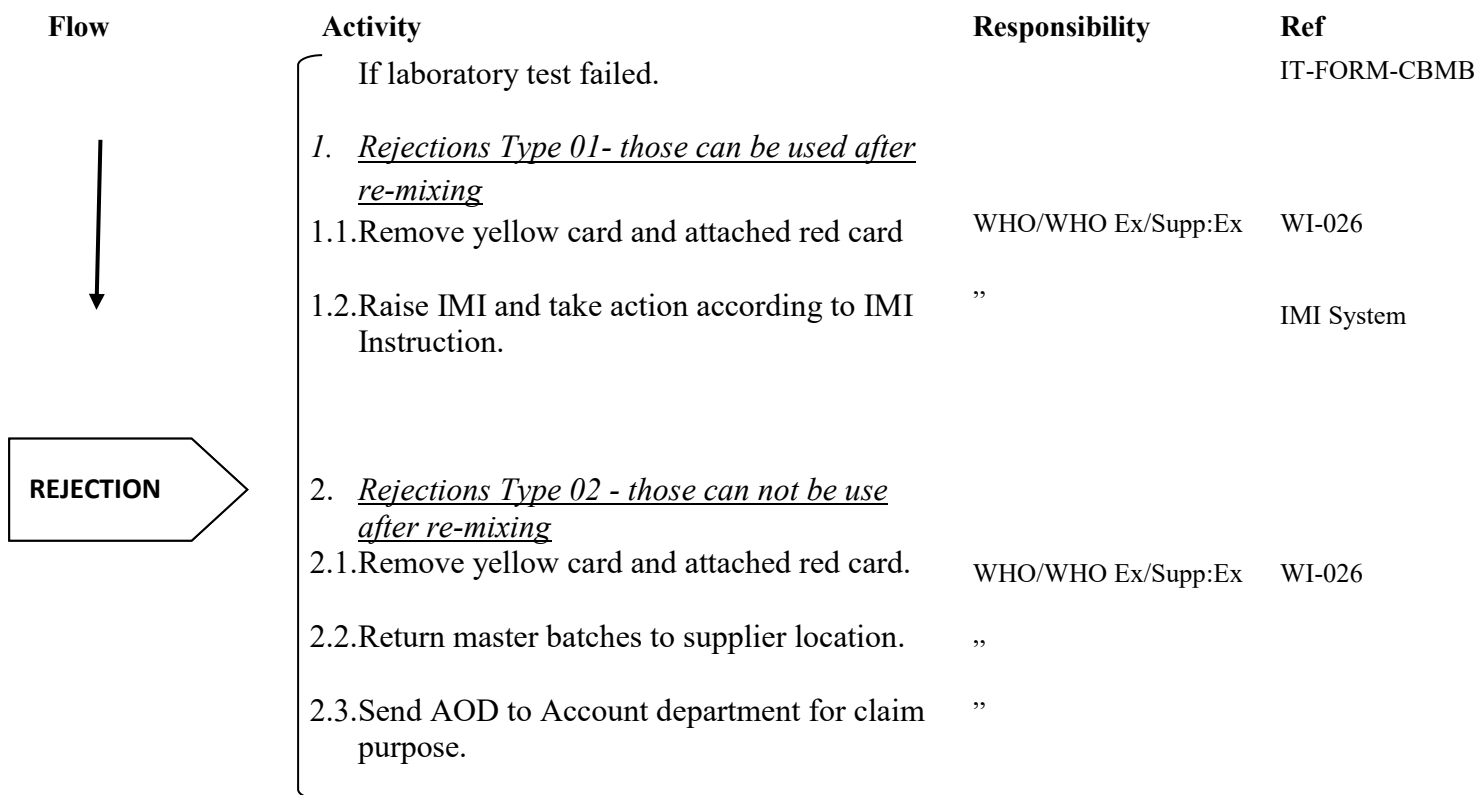 Flow Activity Responsibility Ref
If laboratory test failed. IT-FORM-CBMB
1. Rejections Type 01- those can be used after
re-mixing
1.1.Remove yellow card and attached red card WHO/WHO Ex/Supp:Ex WI-026
1.2.Raise IMI and take action according to IMI ”
Instruction. IMI System
REJECTION
2. Rejections Type 02 - those can not be use
after re-mixing
2.1.Remove yellow card and attached red card. WHO/WHO Ex/Supp:Ex WI-026
2.2.Return master batches to supplier location. ”
2.3.Send AOD to Account department for claim ”
purpose.